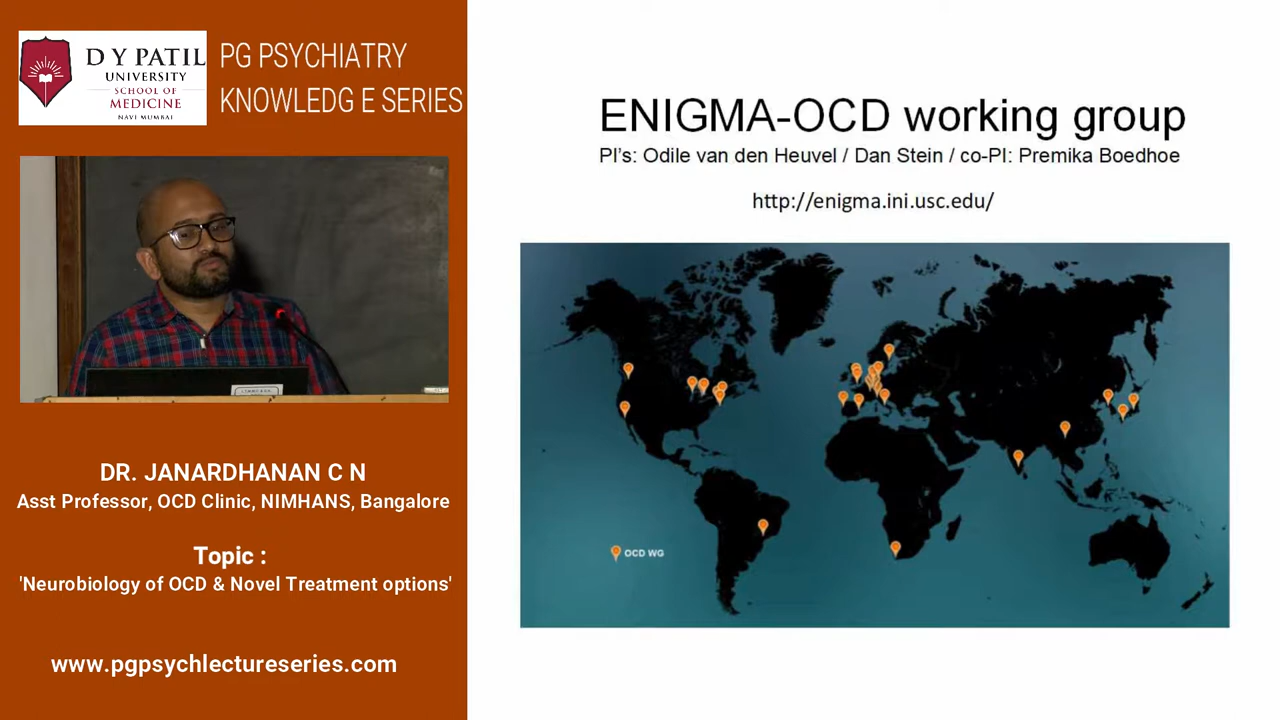 D Y PATIL
UNIVERSITY
SCHOOL OF
MEDICINE
NAVI MUMBAI
PG PSYCHIATRY
KNOWLEDG E SERIES
DR. JANARDHANAN C N
Asst Professor, OCD Clinic, NIMHANS, Bangalore
Topic :
'Neurobiology of OCD & Novel Treatment options'
www.pgpsychlectureseries.com
ENIGMA-OCD working group
PI's: Odile van den Heuvel / Dan Stein / co-PI: Premika Boedhoe
http://enigma.ini.usc.edu/
OCD WG